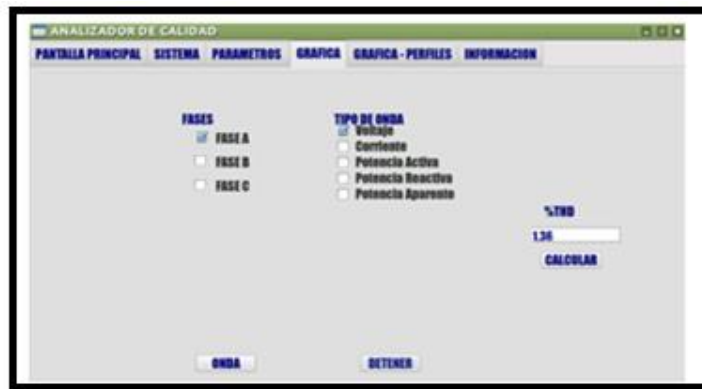 ANALIZADOR DE CALIDAD
PANTALLA PRINCIPAL SISTEMA PARAMETROS GRAFICA GRAFICA - PERFILES INFORMACION
FASES
FASE A
FASE B
FASE C
TIPO DE ONDA
Voltaje
Corriente
Potencia Activa
Potencia Reactiva
Potencia Aparente
%THD
1.36
CALCULAR
ONDA DETENER